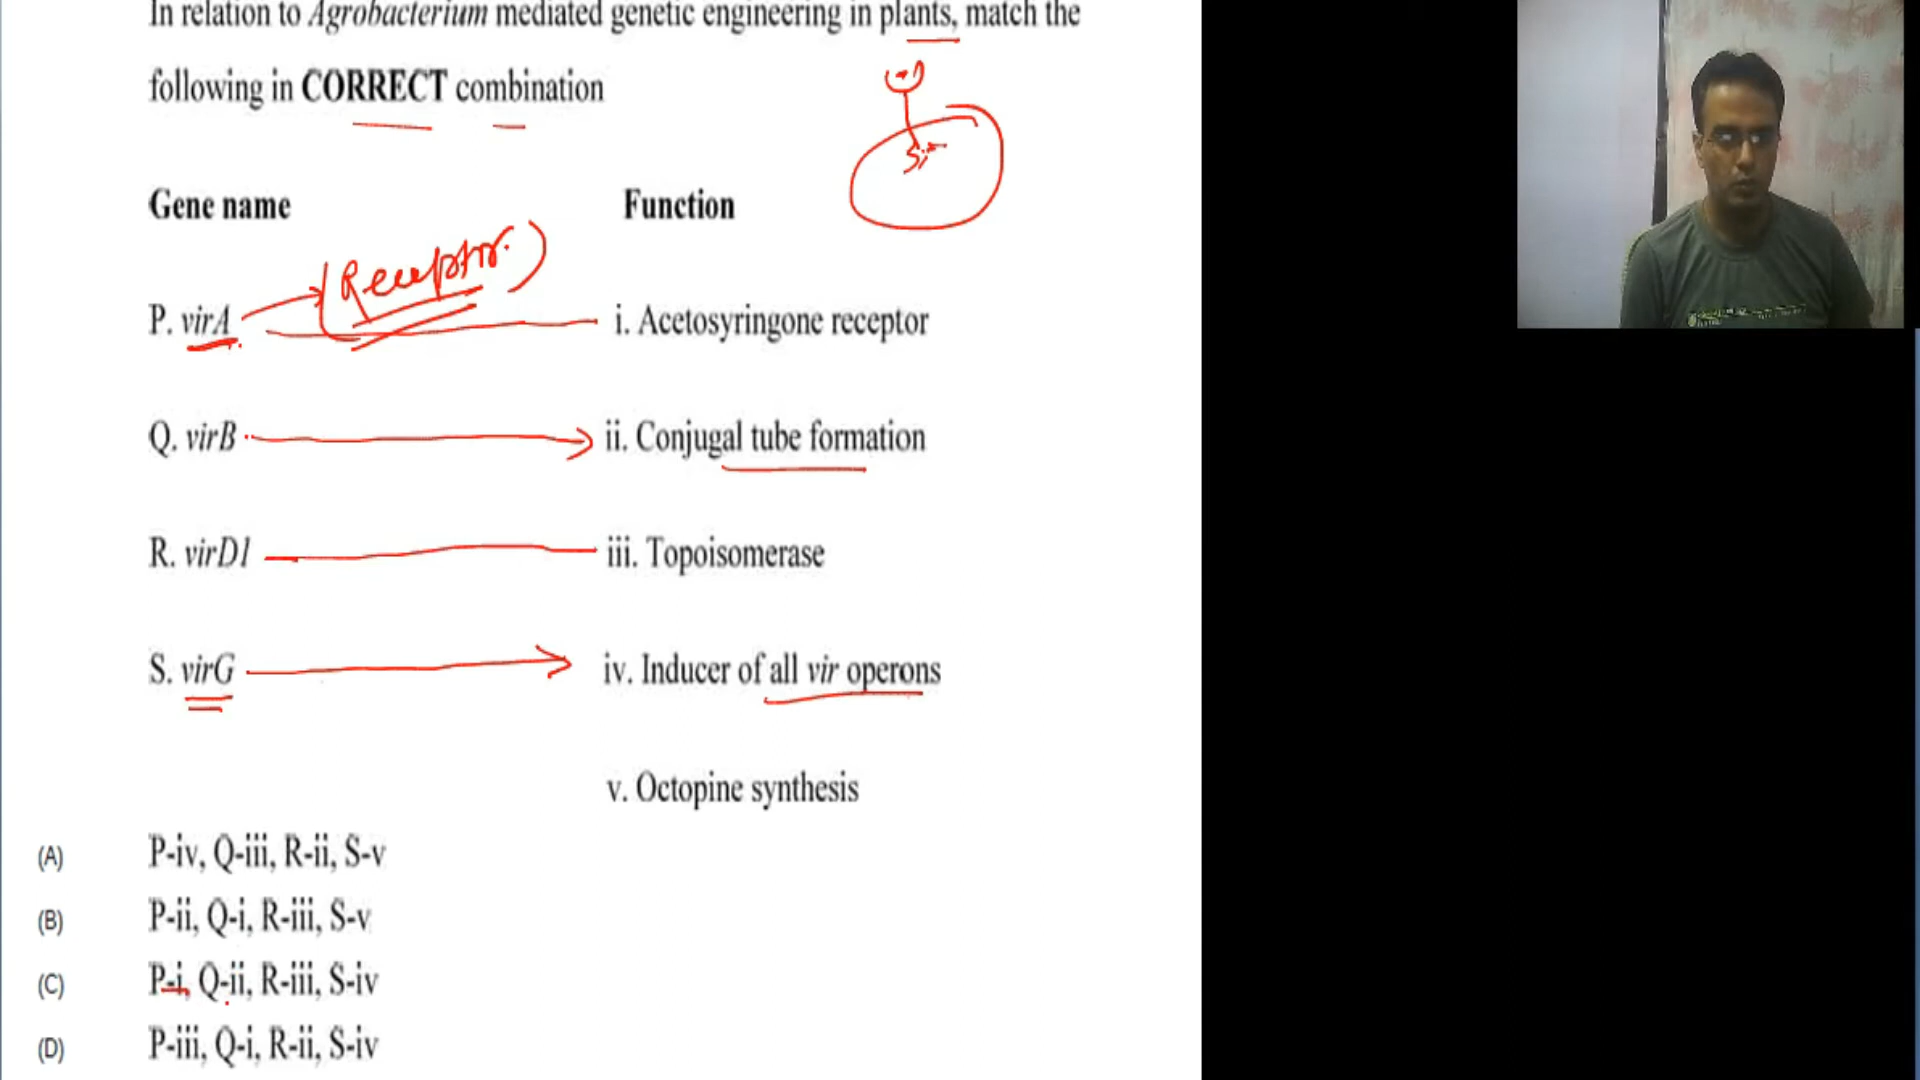 In relation to Agrobacterium mediated genetic engineering in plants, match the
following in CORRECT combination
Gene name Function
(Receptor.)
P. virA i. Acetosyringone receptor
Q. virB ii. Conjugal tube formation
R. virD1 iii. Topoisomerase
S. virG iv. Inducer of all vir operons
v. Octopine synthesis
(A) P-iv, Q-iii, R-ii, S-v
(B) P-ii, Q-i, R-iii, S-v
(C) P-i, Q-ii, R-iii, S-iv
(D) P-iii, Q-i, R-ii, S-iv